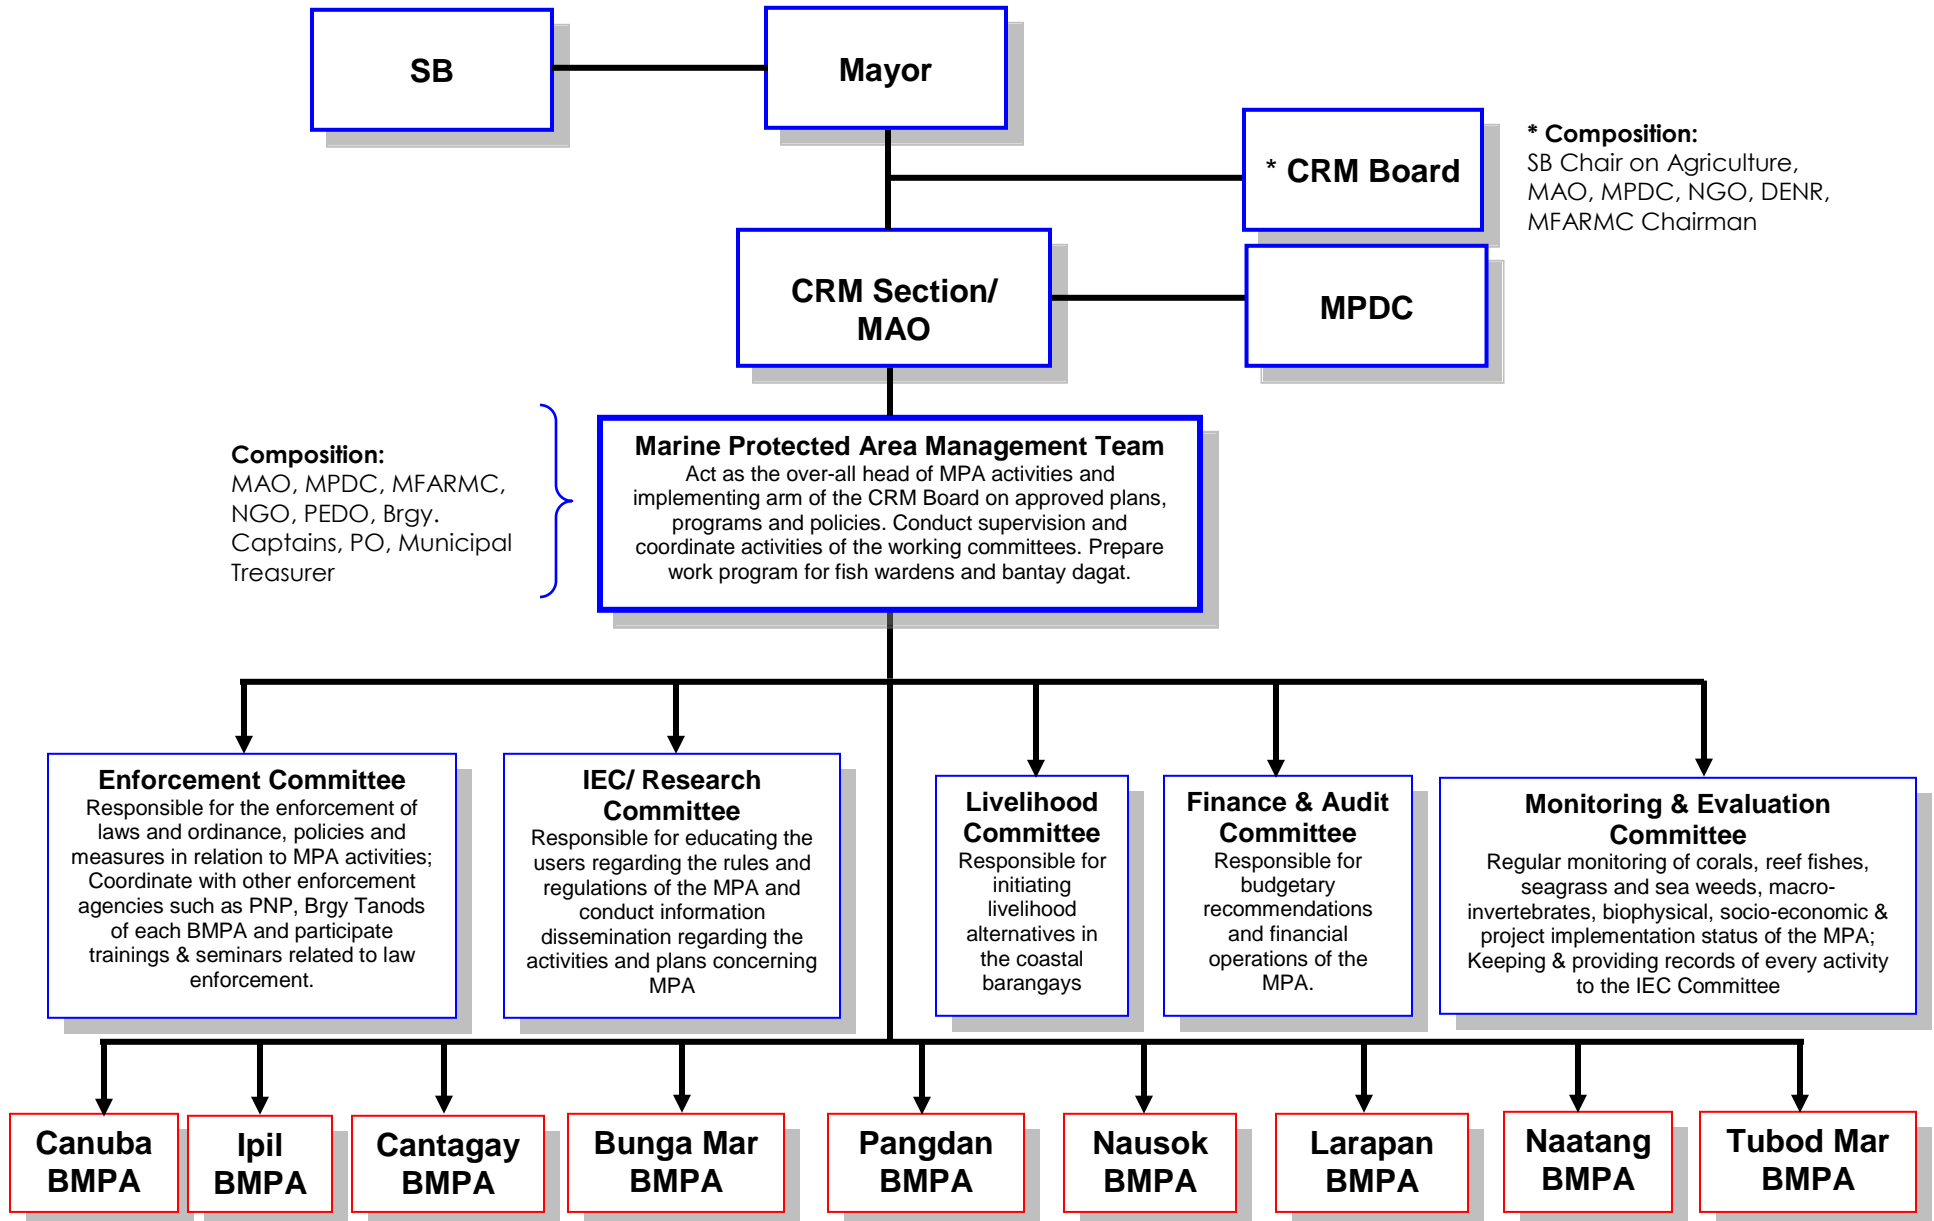 SB
Mayor
* CRM Board
* Composition:
SB Chair on Agriculture,
MAO, MPDC, NGO, DENR,
MFARMC Chairman
CRM Section/
MAO
MPDC
Composition:
MAO, MPDC, MFARMC,
NGO, PEDO, Brgy.
Captains, PO, Municipal
Treasurer
Marine Protected Area Management Team
Act as the over-all head of MPA activities and
implementing arm of the CRM Board on approved plans,
programs and policies. Conduct supervision and
coordinate activities of the working committees. Prepare
work program for fish wardens and bantay dagat.
Enforcement Committee
Responsible for the enforcement of
laws and ordinance, policies and
measures in relation to MPA activities;
Coordinate with other enforcement
agencies such as PNP, Brgy Tanods
of each BMPA and participate
trainings & seminars related to law
enforcement.
IEC/ Research
Committee
Responsible for educating the
users regarding the rules and
regulations of the MPA and
conduct information
dissemination regarding the
activities and plans concerning
MPA
Livelihood
Committee
Responsible for
initiating
livelihood
alternatives in
the coastal
barangays
Finance & Audit
Committee
Responsible for
budgetary
recommendations
and financial
operations of the
MPA.
Monitoring & Evaluation
Committee
Regular monitoring of corals, reef fishes,
seagrass and sea weeds, macro-
invertebrates, biophysical, socio-economic &
project implementation status of the MPA;
Keeping & providing records of every activity
to the IEC Committee
Canuba
BMPA
Ipil
BMPA
Cantagay
BMPA
Bunga Mar
BMPA
Pangdan
BMPA
Nausok
BMPA
Larapan
BMPA
Naatang
BMPA
Tubod Mar
BMPA